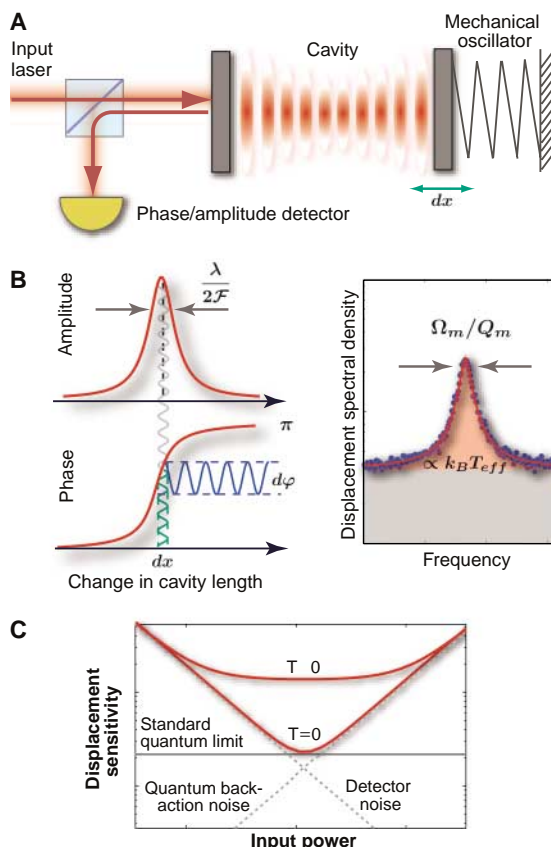 A
Input
laser
Cavity
Mechanical
oscillator
dx
Phase/amplitude detector
B
Amplitude
λ
2F
Phase
π
dφ
dx
Change in cavity length
Displacement spectral density
Ωm/Qm
∝ kBTeff
Frequency
C
Displacement
sensitivity
T 0
T=0
Standard
quantum limit
Quantum back-
action noise
Detector
noise
Input power